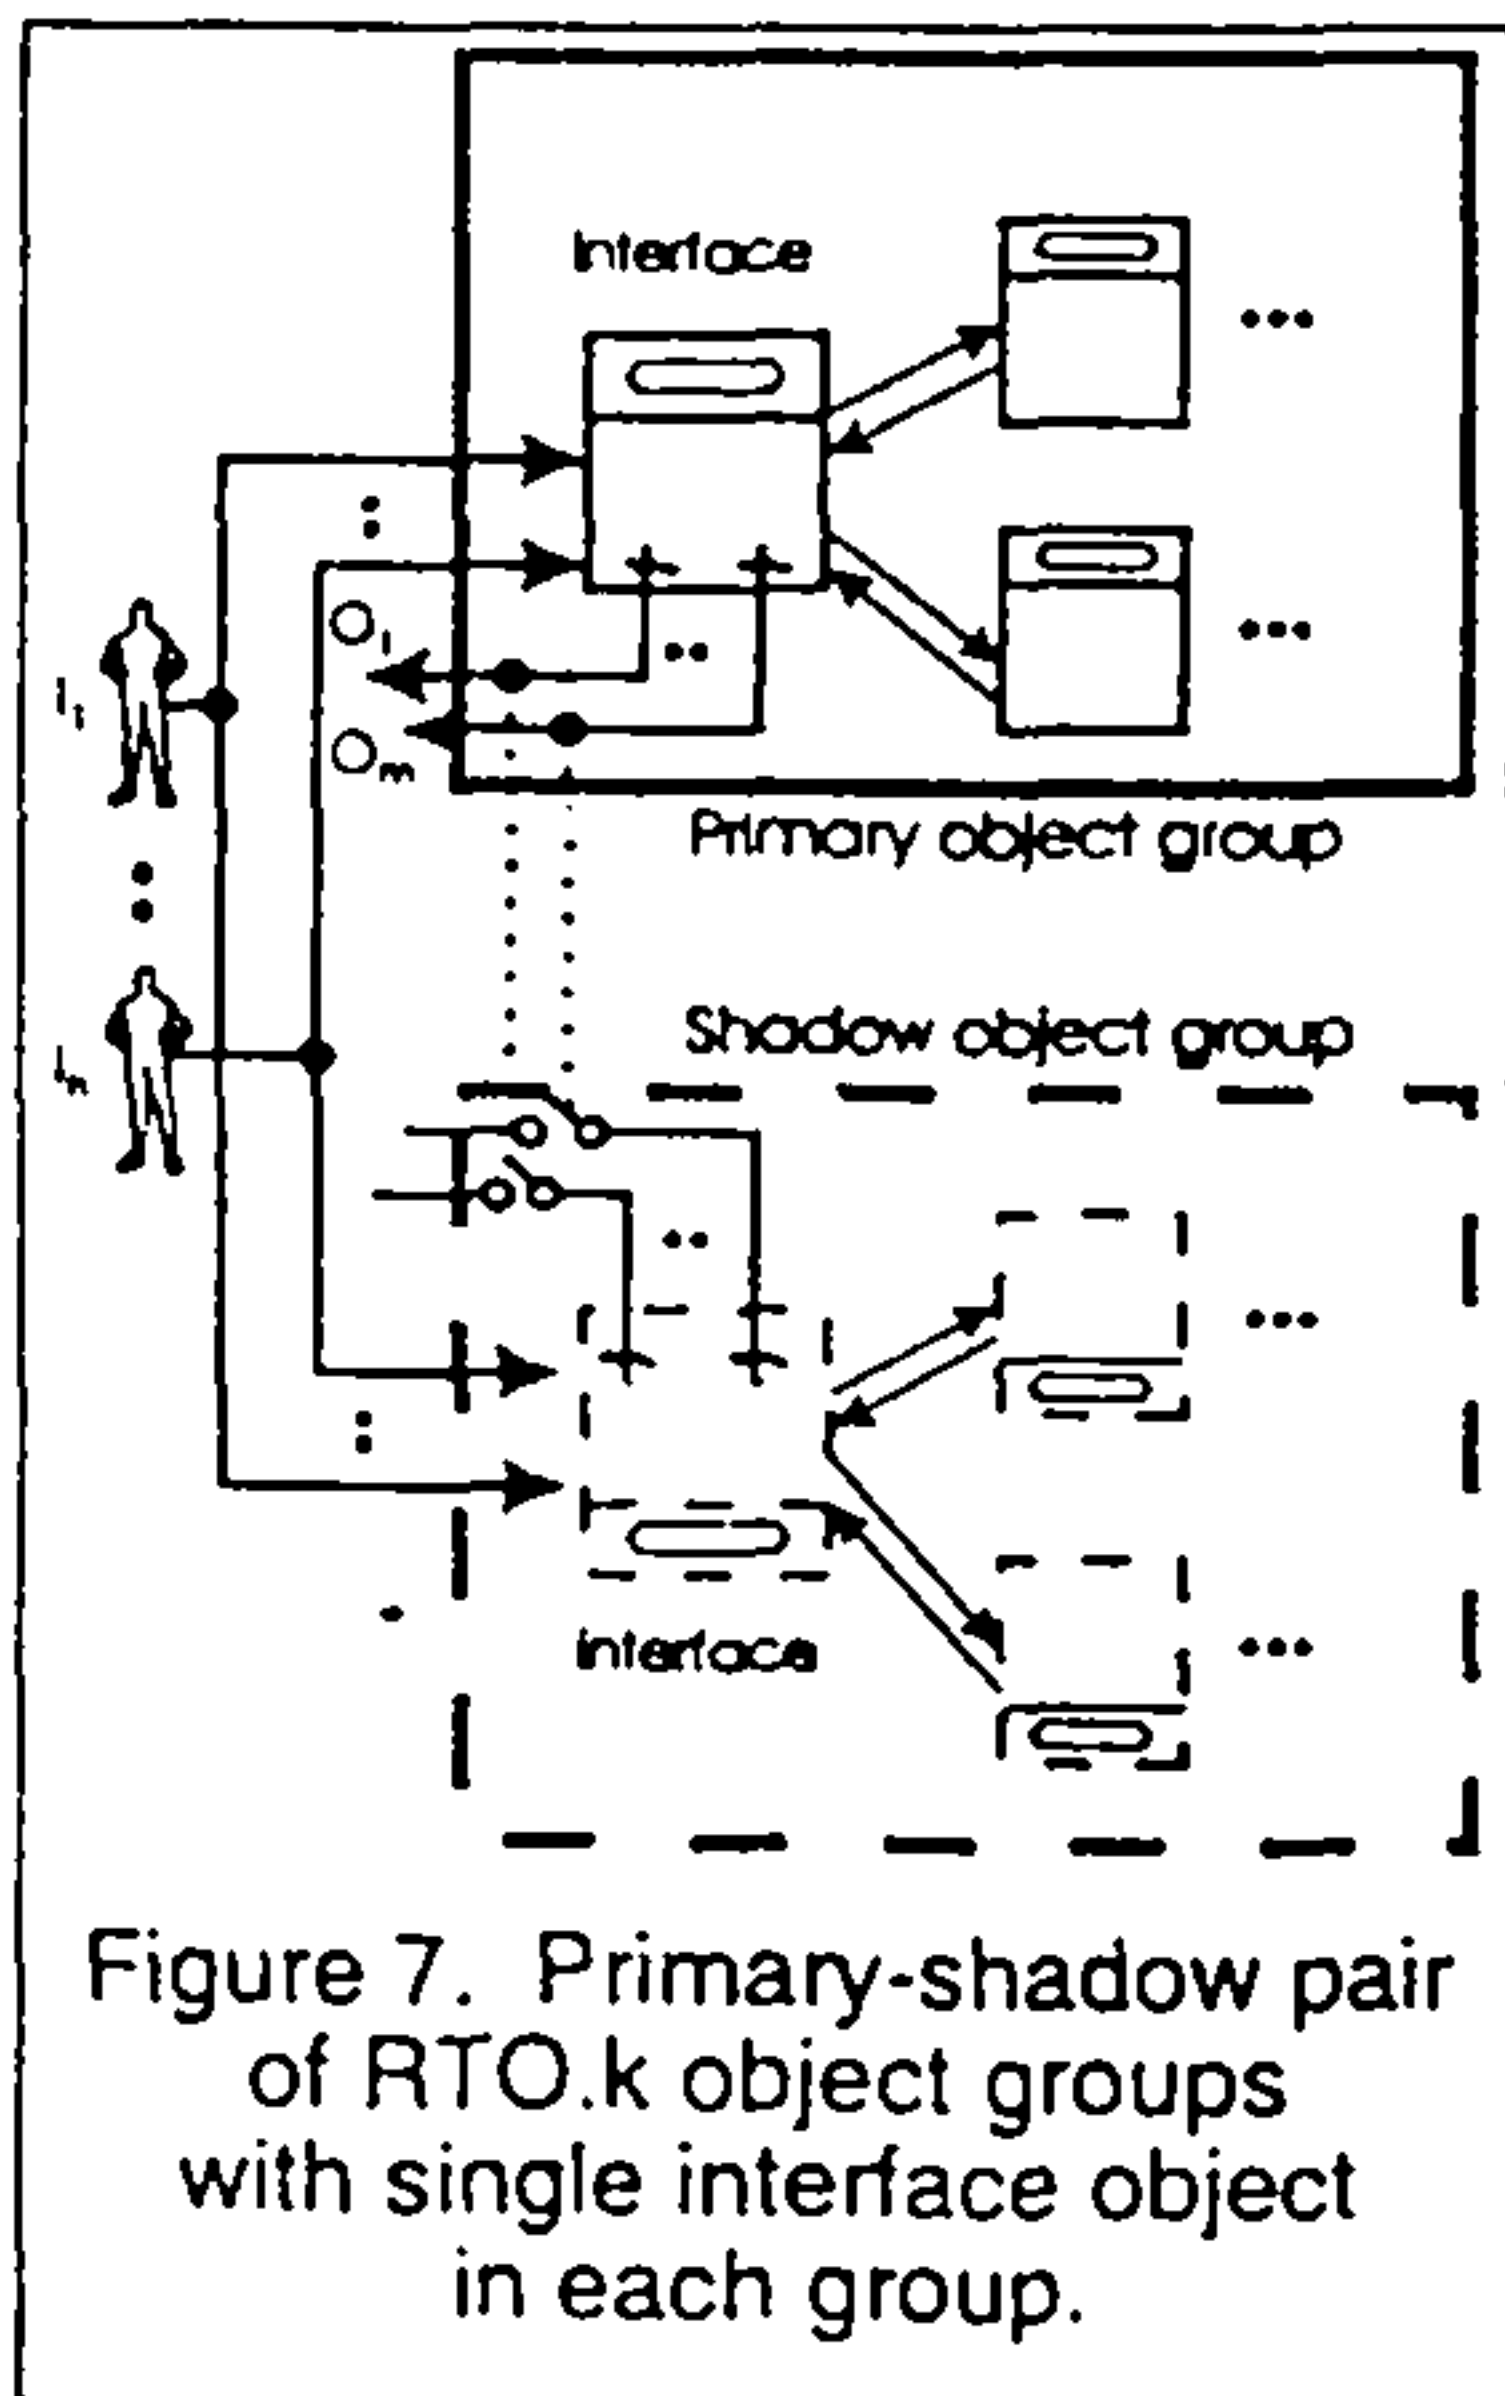 Interface
O1
I1
Om
Primary object group
In
Shadow object group
Interface
Figure 7. Primary-shadow pair
of RTO.k object groups
with single interface object
in each group.